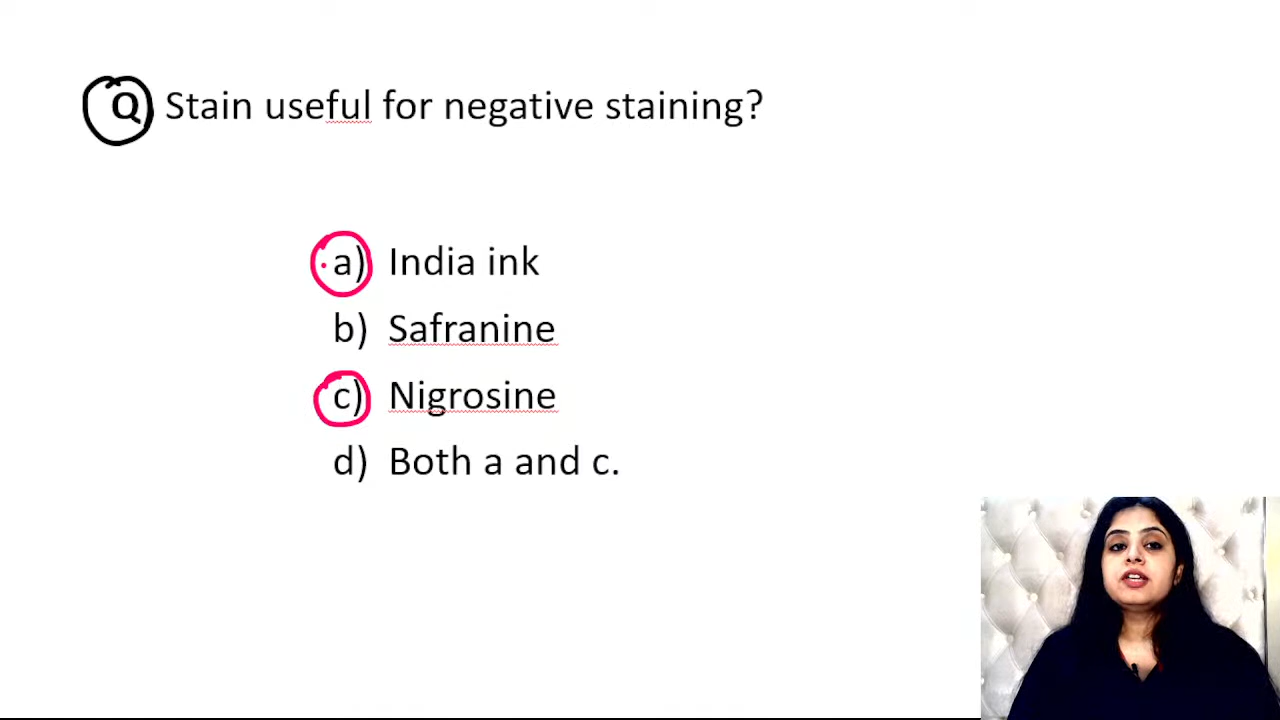 Q Stain useful for negative staining?
a) India ink
b) Safranine
c) Nigrosine
d) Both a and c.